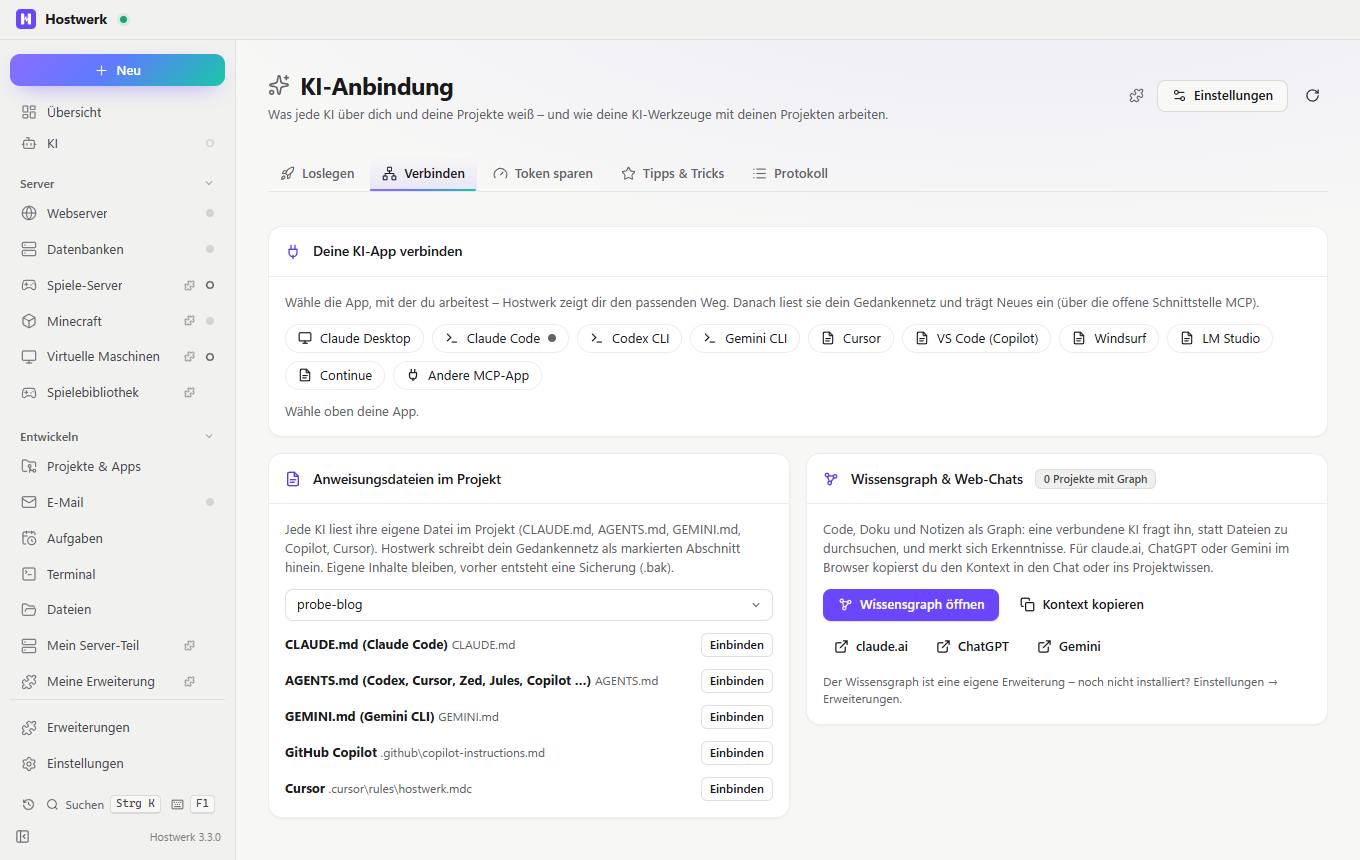 Hostwerk
Neu
Übersicht
KI
Server
Webserver
Datenbanken
Spiele-Server
Minecraft
Virtuelle Maschinen
Spielebibliothek
Entwickeln
Projekte & Apps
E-Mail
Aufgaben
Terminal
Dateien
Mein Server-Teil
Meine Erweiterung
Erweiterungen
Einstellungen
Suchen Strg K F1
Hostwerk 3.3.0
KI-Anbindung
Was jede KI über dich und deine Projekte weiß – und wie deine KI-Werkzeuge mit deinen Projekten arbeiten.
Einstellungen
Loslegen Verbinden Token sparen Tipps & Tricks Protokoll
Deine KI-App verbinden
Wähle die App, mit der du arbeitest – Hostwerk zeigt dir den passenden Weg. Danach liest sie dein Gedankennetz und trägt Neues ein (über die offene Schnittstelle MCP).
Claude Desktop Claude Code Codex CLI Gemini CLI Cursor VS Code (Copilot) Windsurf LM Studio
Continue Andere MCP-App
Wähle oben deine App.
Anweisungsdateien im Projekt
Jede KI liest ihre eigene Datei im Projekt (CLAUDE.md, AGENTS.md, GEMINI.md,
Copilot, Cursor). Hostwerk schreibt dein Gedankennetz als markierten Abschnitt
hinein. Eigene Inhalte bleiben, vorher entsteht eine Sicherung (.bak).
probe-blog
CLAUDE.md (Claude Code) CLAUDE.md Einbinden
AGENTS.md (Codex, Cursor, Zed, Jules, Copilot …) AGENTS.md Einbinden
GEMINI.md (Gemini CLI) GEMINI.md Einbinden
GitHub Copilot .github\copilot-instructions.md Einbinden
Cursor .cursor\rules\hostwerk.mdc Einbinden
Wissensgraph & Web-Chats 0 Projekte mit Graph
Code, Doku und Notizen als Graph: eine verbundene KI fragt ihn, statt Dateien zu
durchsuchen, und merkt sich Erkenntnisse. Für claude.ai, ChatGPT oder Gemini im
Browser kopierst du den Kontext in den Chat oder ins Projektwissen.
Wissensgraph öffnen Kontext kopieren
claude.ai ChatGPT Gemini
Der Wissensgraph ist eine eigene Erweiterung – noch nicht installiert? Einstellungen →
Erweiterungen.